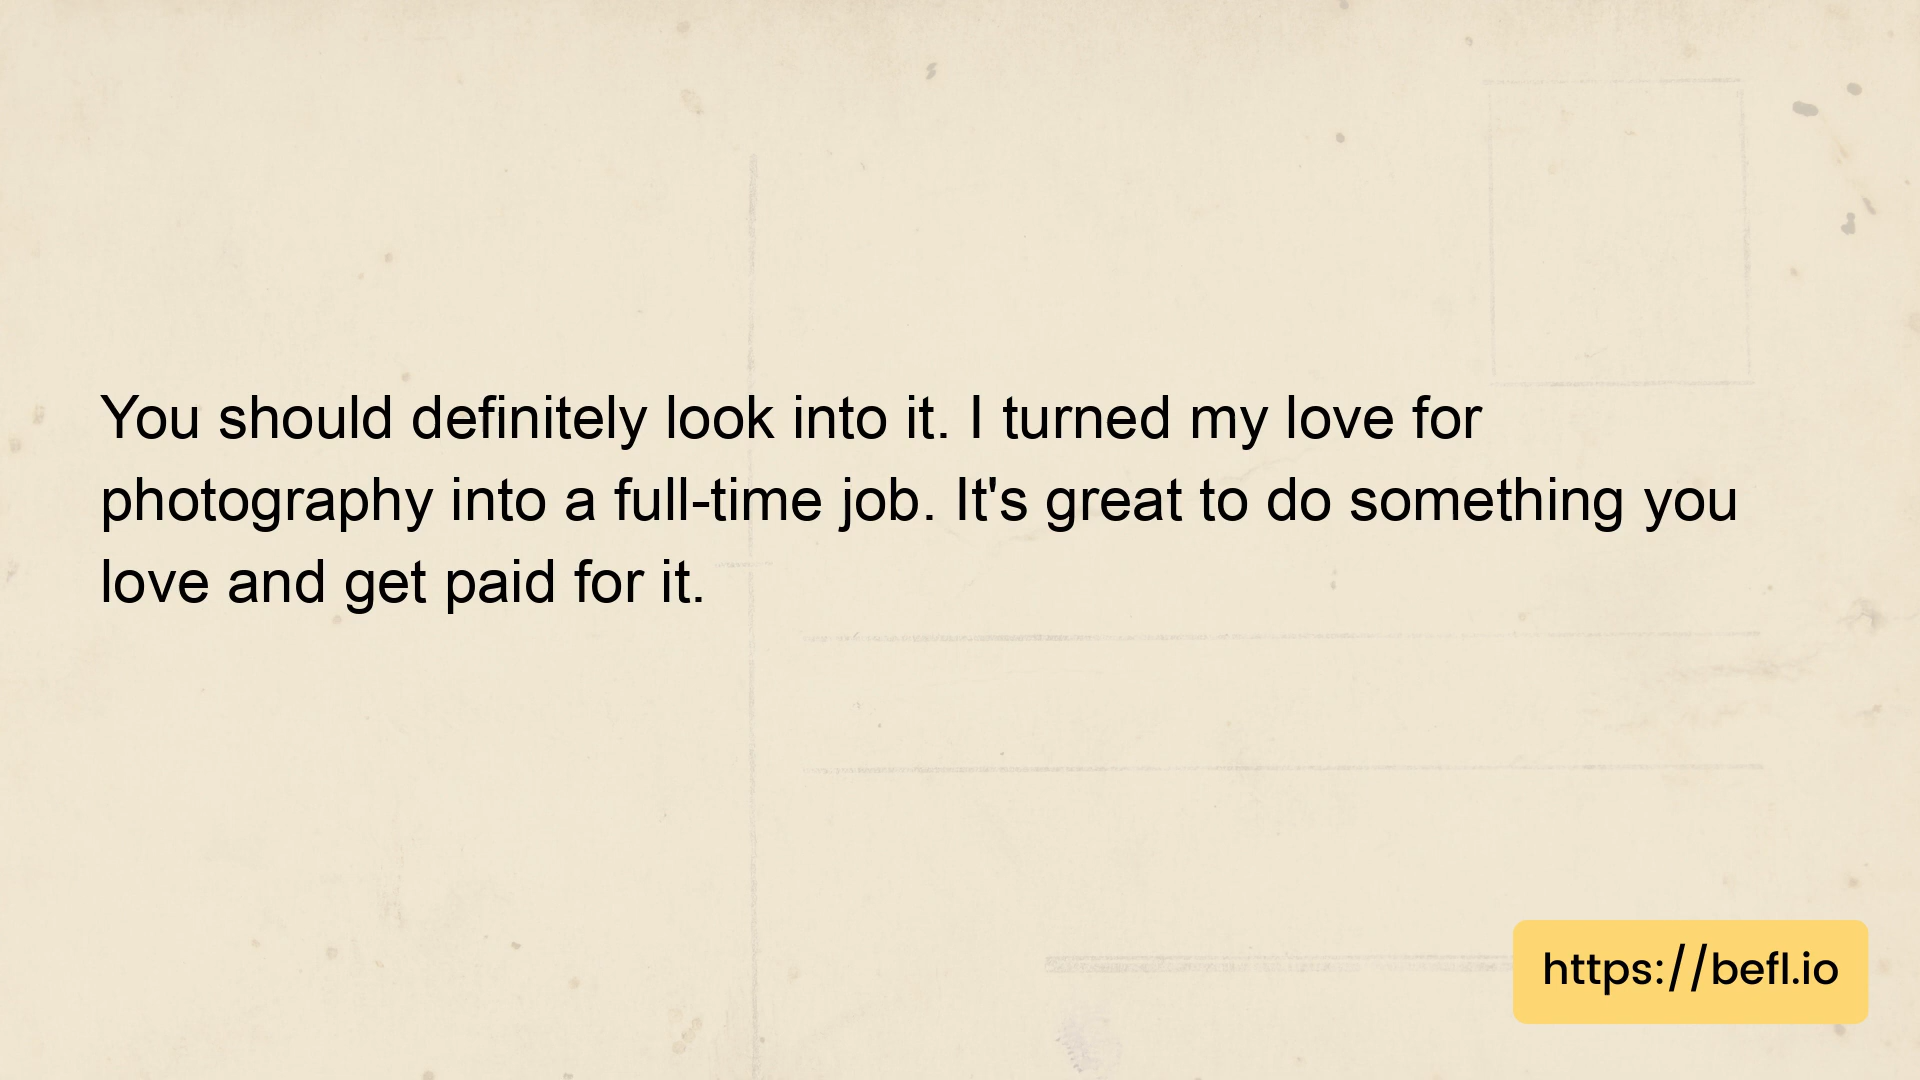 You should definitely look into it. I turned my love for
photography into a full-time job. It's great to do something you
love and get paid for it.
https://befl.io